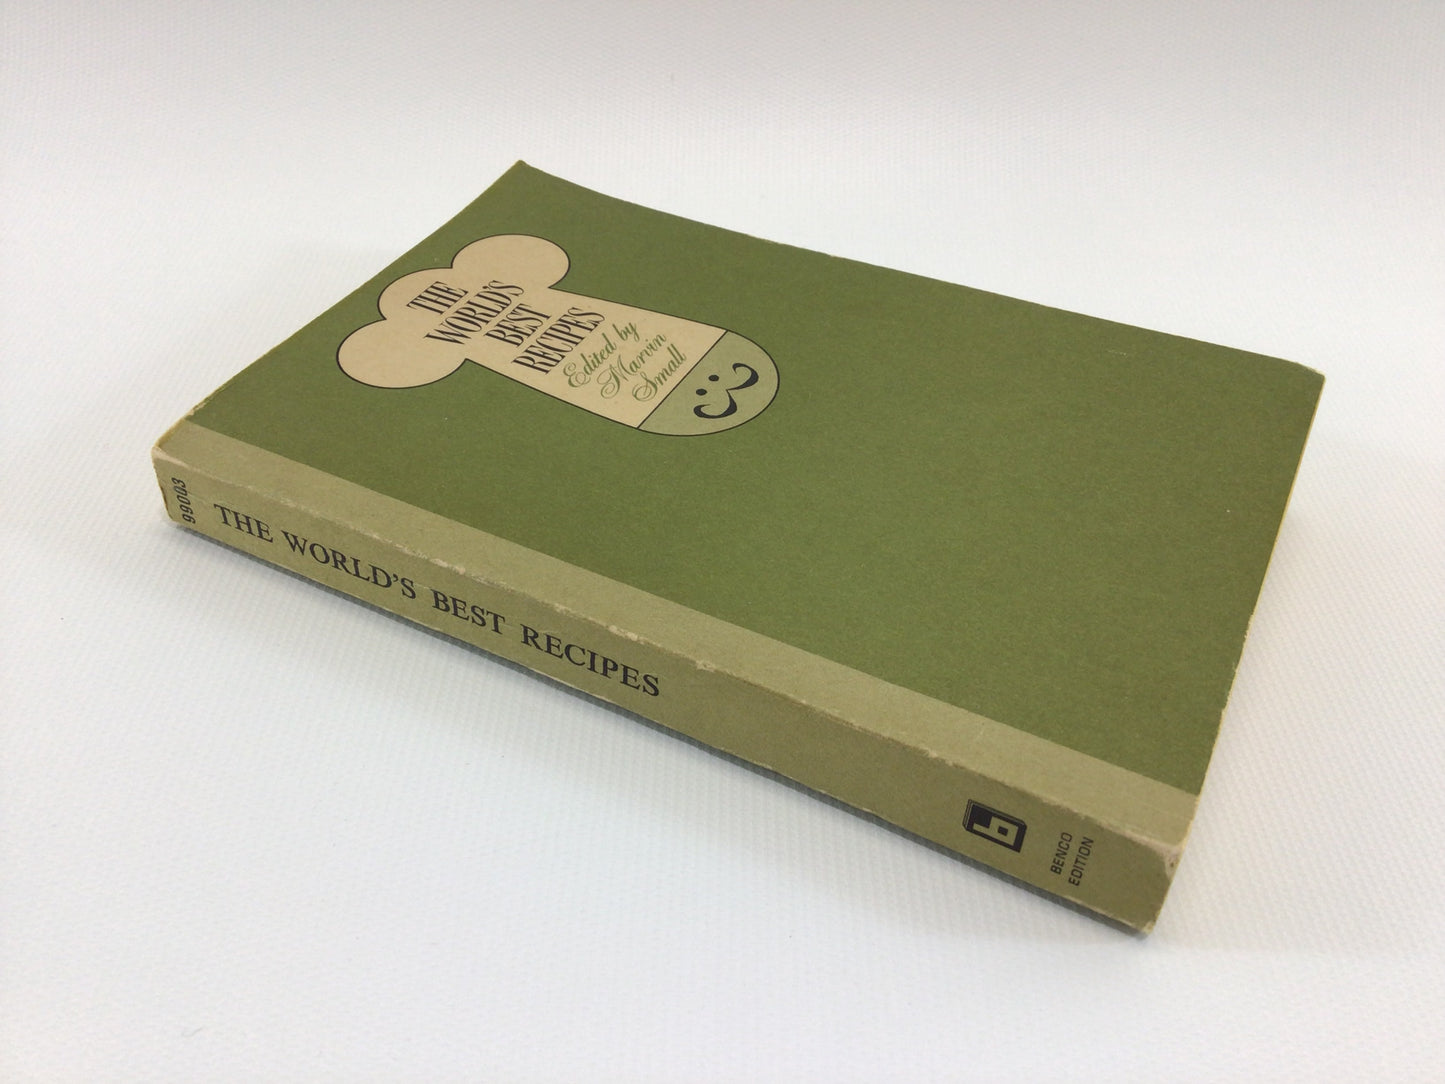 THE
WORLD'S
BEST
RECIPES
Edited by
Marvin
Small
99003
THE WORLD'S BEST RECIPES
b
BENCO
EDITION